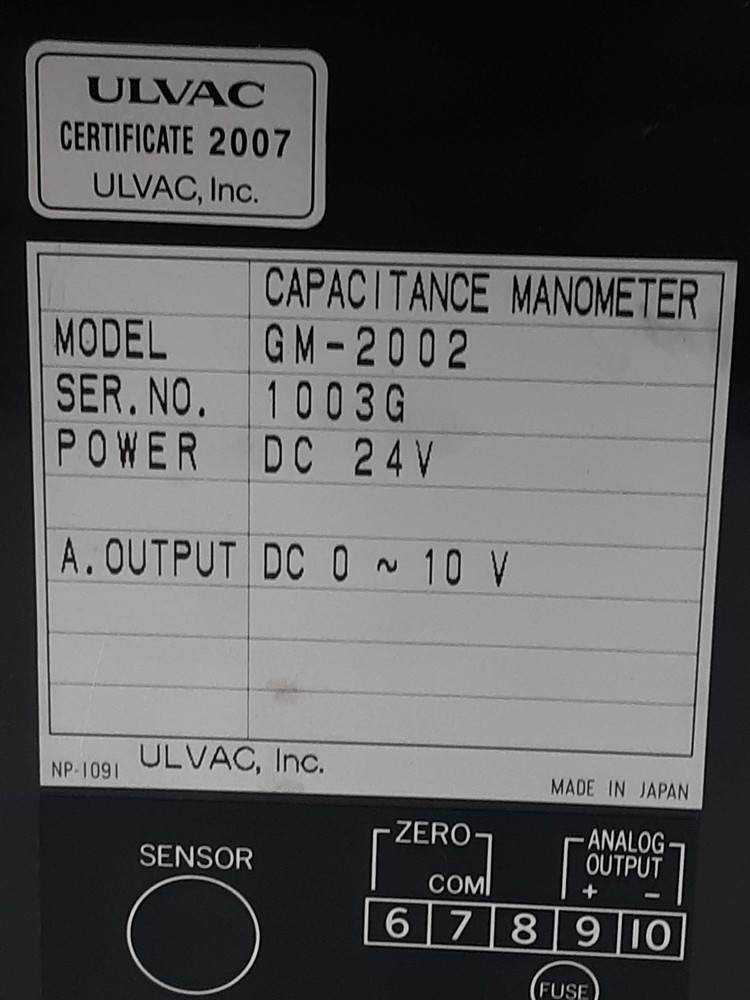 ULVAC
CERTIFICATE 2007
ULVAC, Inc.
CAPACITANCE MANOMETER
MODEL GM-2002
SER.NO. 1003G
POWER DC 24V
A.OUTPUT DC 0 ~ 10 V
NP-1091 ULVAC, Inc.
MADE IN JAPAN
SENSOR
ZERO
COM
ANALOG
OUTPUT
+ −
6 7 8 9 10
FUSE